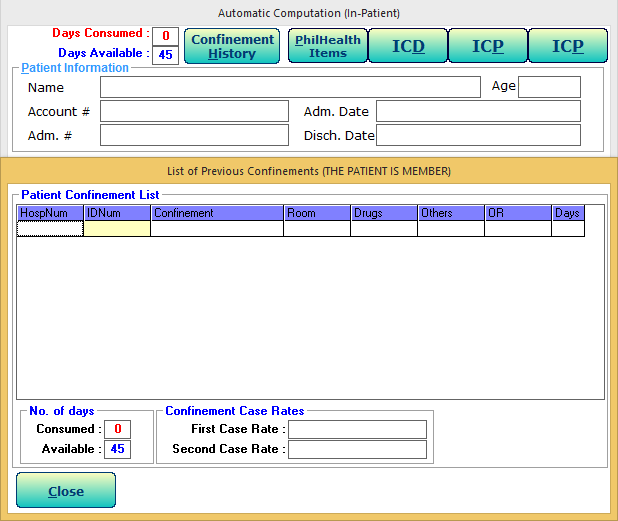 Automatic Computation (In-Patient)
Days Consumed : 0
Days Available : 45
Confinement History
PhilHealth Items
ICD
ICP
ICP
Patient Information
Name
Age
Account #
Adm. Date
Adm. #
Disch. Date
List of Previous Confinements (THE PATIENT IS MEMBER)
Patient Confinement List
HospNum IDNum Confinement Room Drugs Others OR Days
No. of days
Consumed : 0
Available : 45
Confinement Case Rates
First Case Rate :
Second Case Rate :
Close